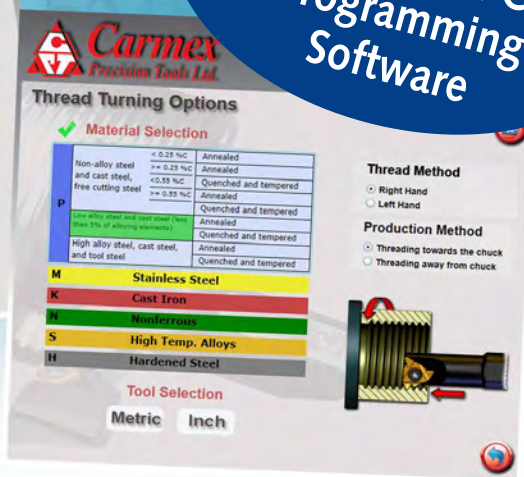 rogramming
Software
Carmex
Precision Tools Ltd.
Thread Turning Options
Material Selection
P
Non-alloy steel
and cast steel,
free cutting steel
< 0.25 %C
Annealed
>= 0.25 %C
Annealed
<0.55 %C
Quenched and tempered
>= 0.55 %C
Annealed
Quenched and tempered
Low alloy steel and cast steel (less
than 5% of alloying elements)
Annealed
Quenched and tempered
High alloy steel, cast steel,
and tool steel
Annealed
Quenched and tempered
M Stainless Steel
K Cast Iron
N Nonferrous
S High Temp. Alloys
H Hardened Steel
Tool Selection
Metric Inch
Thread Method
Right Hand
Left Hand
Production Method
Threading towards the chuck
Threading away from chuck